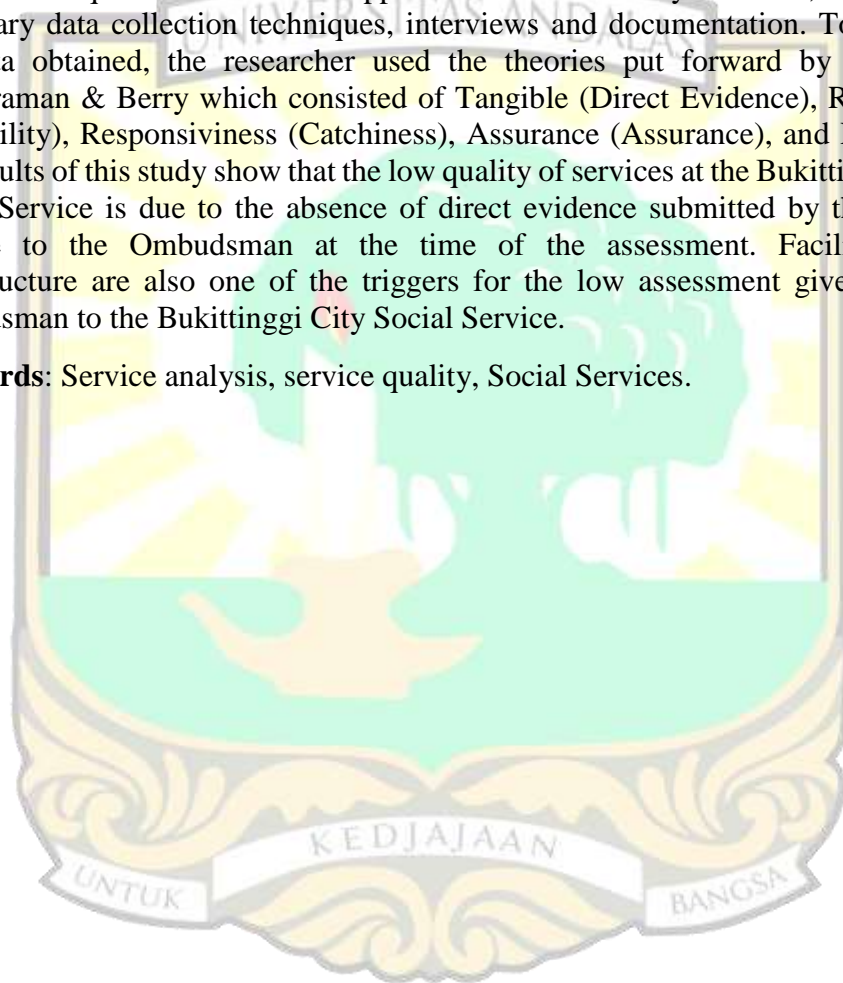 ary data collection techniques, interviews and documentation. To
a obtained, the researcher used the theories put forward by
raman & Berry which consisted of Tangible (Direct Evidence), R
ility), Responsiviness (Catchiness), Assurance (Assurance), and
ults of this study show that the low quality of services at the Bukitti
Service is due to the absence of direct evidence submitted by th
to the Ombudsman at the time of the assessment. Facili
ucture are also one of the triggers for the low assessment give
dsman to the Bukittinggi City Social Service.
rds: Service analysis, service quality, Social Services.
UNIVERSITAS ANDALAS
UNTUK KEDJAJAAN BANGSA